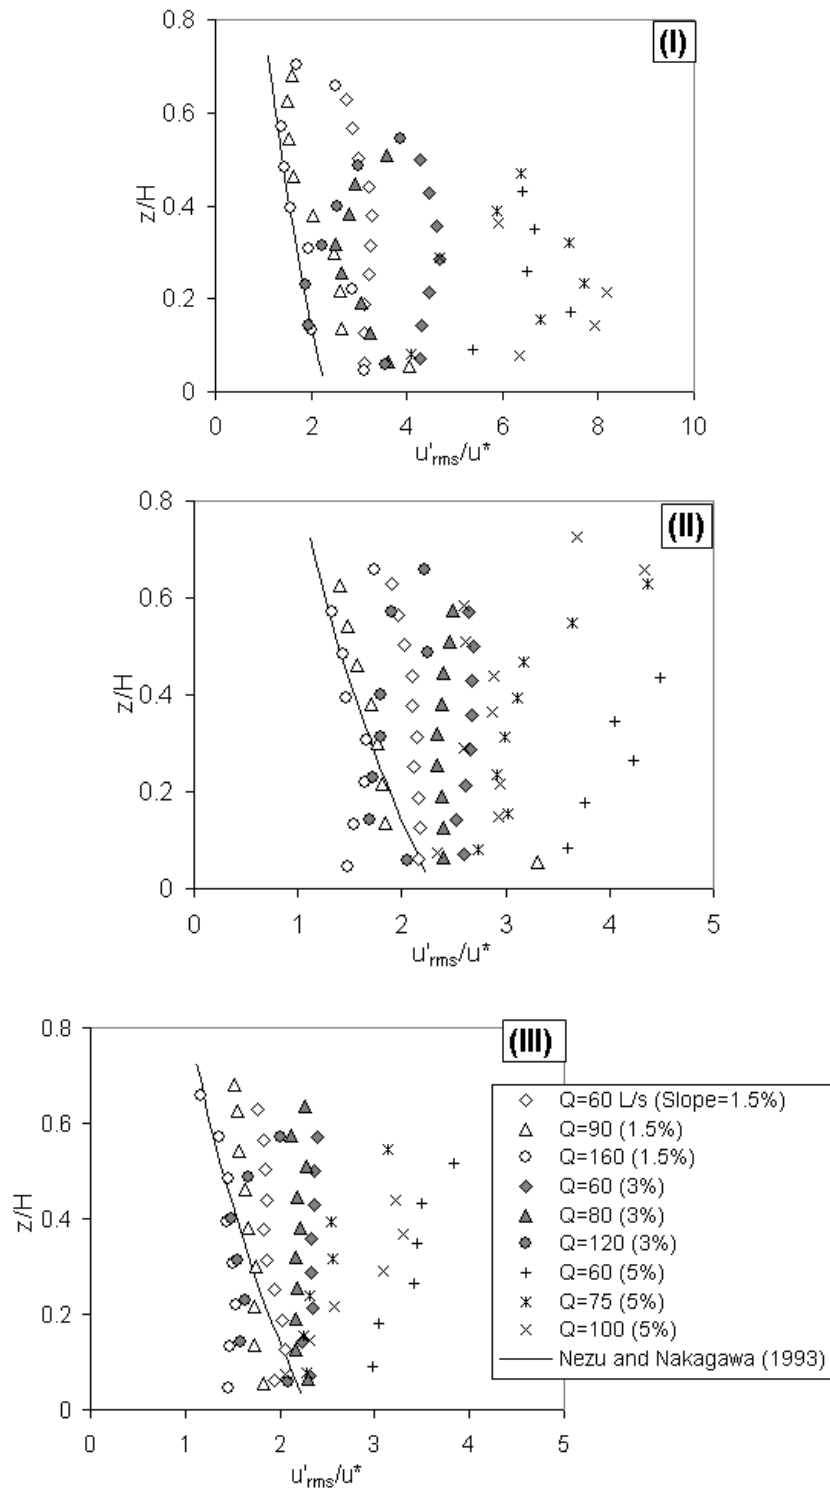 (I)
0.8
0.6
0.4
0.2
0
z/H
0 2 4 6 8 10
u'rms/u*
(II)
0.8
0.6
0.4
0.2
0
z/H
0 1 2 3 4 5
u'rms/u*
(III)
0.8
0.6
0.4
0.2
0
z/H
0 1 2 3 4 5
u'rms/u*
Q=60 L/s (Slope=1.5%)
Q=90 (1.5%)
Q=160 (1.5%)
Q=60 (3%)
Q=80 (3%)
Q=120 (3%)
Q=60 (5%)
Q=75 (5%)
Q=100 (5%)
Nezu and Nakagawa (1993)